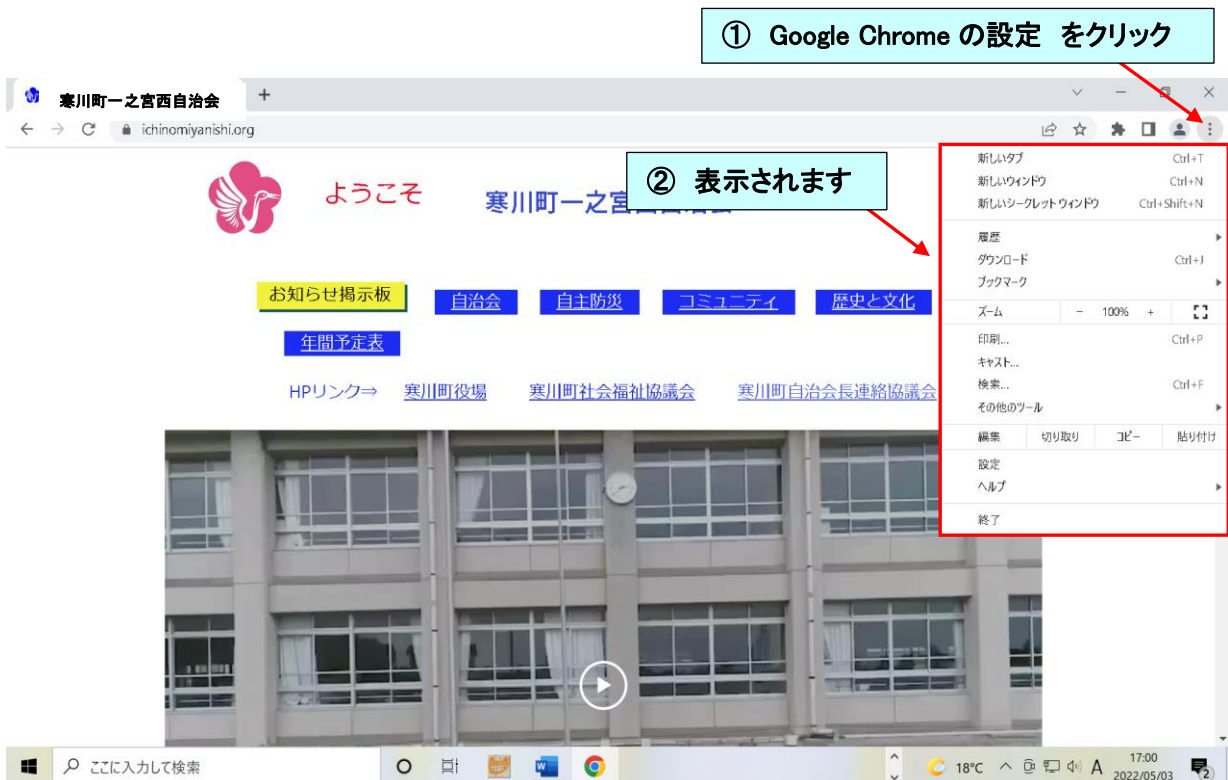 ① Google Chrome の設定 をクリック
寒川町一之宮西自治会
ichinomiyanishi.org
② 表示されます
ようこそ
寒川町一之宮西自治会
お知らせ掲示板
自治会
自主防災
コミュニティ
歴史と文化
年間予定表
HPリンク⇒ 寒川町役場 寒川町社会福祉協議会 寒川町自治会長連絡協議会
新しいタブ Ctrl+T
新しいウィンドウ Ctrl+N
新しいシークレット ウィンドウ Ctrl+Shift+N
履歴
ダウンロード Ctrl+J
ブックマーク
ズーム － 100% +
印刷... Ctrl+P
キャスト...
検索... Ctrl+F
その他のツール
編集 切り取り コピー 貼り付け
設定
ヘルプ
終了
ここに入力して検索
18°C
A
17:00
2022/05/03
2